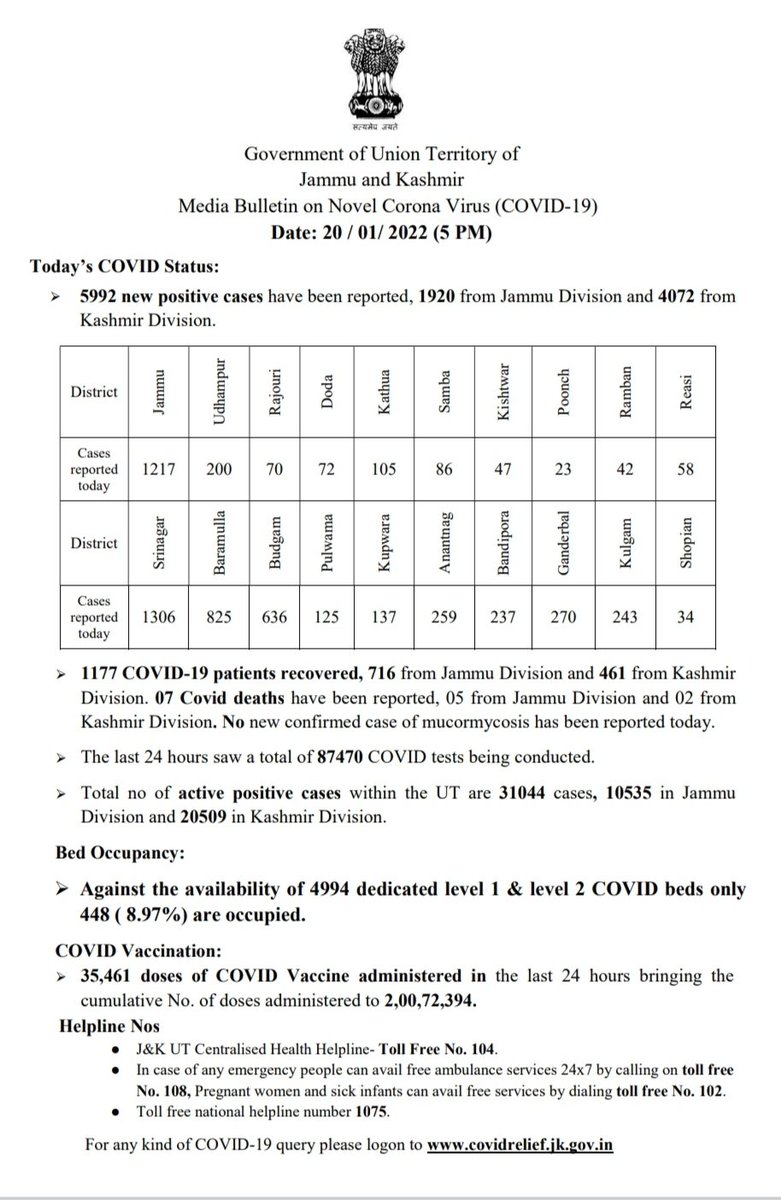 सत्यमेव जयते
Government of Union Territory of
Jammu and Kashmir
Media Bulletin on Novel Corona Virus (COVID-19)
Date: 20 / 01/ 2022 (5 PM)
Today’s COVID Status:
➢ 5992 new positive cases have been reported, 1920 from Jammu Division and 4072 from
Kashmir Division.
District Jammu Udhampur Rajouri Doda Kathua Samba Kishtwar Poonch Ramban Reasi
Cases
reported
today
1217 200 70 72 105 86 47 23 42 58
District Srinagar Baramulla Budgam Pulwama Kupwara Anantnag Bandipora Ganderbal Kulgam Shopian
Cases
reported
today
1306 825 636 125 137 259 237 270 243 34
➢ 1177 COVID-19 patients recovered, 716 from Jammu Division and 461 from Kashmir
Division. 07 Covid deaths have been reported, 05 from Jammu Division and 02 from
Kashmir Division. No new confirmed case of mucormycosis has been reported today.
➢ The last 24 hours saw a total of 87470 COVID tests being conducted.
➢ Total no of active positive cases within the UT are 31044 cases, 10535 in Jammu
Division and 20509 in Kashmir Division.
Bed Occupancy:
➢ Against the availability of 4994 dedicated level 1 & level 2 COVID beds only
448 ( 8.97%) are occupied.
COVID Vaccination:
➢ 35,461 doses of COVID Vaccine administered in the last 24 hours bringing the
cumulative No. of doses administered to 2,00,72,394.
Helpline Nos
● J&K UT Centralised Health Helpline- Toll Free No. 104.
● In case of any emergency people can avail free ambulance services 24x7 by calling on toll free
No. 108, Pregnant women and sick infants can avail free services by dialing toll free No. 102.
● Toll free national helpline number 1075.
For any kind of COVID-19 query please logon to www.covidrelief.jk.gov.in